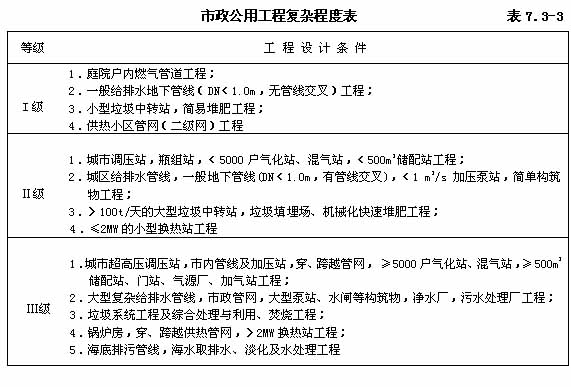 市政公用工程复杂程度表 表7.3-3
等级 工程设计条件
Ⅰ级
1.庭院户内燃气管道工程；
2.一般给排水地下管线（DN<1.0m，无管线交叉）工程；
3.小型垃圾中转站，简易堆肥工程；
4.供热小区管网（二级网）工程
Ⅱ级
1.城市调压站，瓶组站，<5000户气化站、混气站，<500m³储配站工程；
2.城区给排水管线，一般地下管线(DN<1.0m，有管线交叉)，<1 m³/s 加压泵站，简单构筑
物工程；
3.>100t/天的大型垃圾中转站，垃圾填埋场、机械化快速堆肥工程；
4.≤2MW的小型换热站工程
Ⅲ级
1.城市超高压调压站，市内管线及加压站，穿、跨越管网，≥5000户气化站、混气站，≥500m³
储配站、门站、气源厂、加气站工程；
2.大型复杂给排水管线，市政管网，大型泵站、水闸等构筑物，净水厂，污水处理厂工程；
3.垃圾系统工程及综合处理与利用、焚烧工程；
4.锅炉房，穿、跨越供热管网，>2MW换热站工程；
5.海底排污管线，海水取排水、淡化及水处理工程